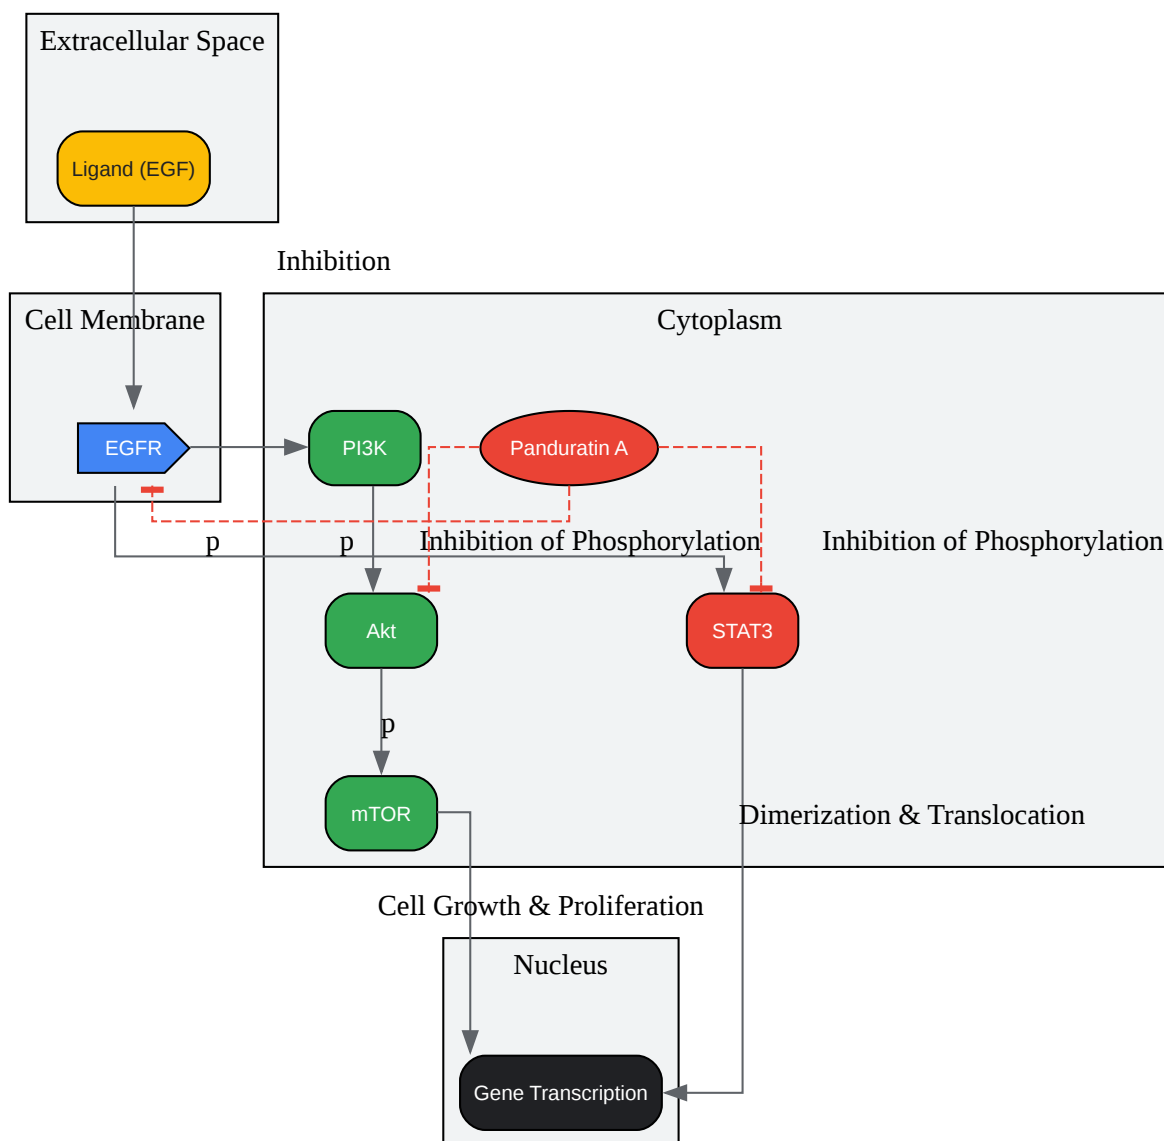 Extracellular Space
Ligand (EGF)
Inhibition
Cell Membrane
Cytoplasm
EGFR
PI3K
Panduratin A
p
p
Inhibition of Phosphorylation
Inhibition of Phosphorylation
Akt
STAT3
p
mTOR
Dimerization & Translocation
Cell Growth & Proliferation
Nucleus
Gene Transcription